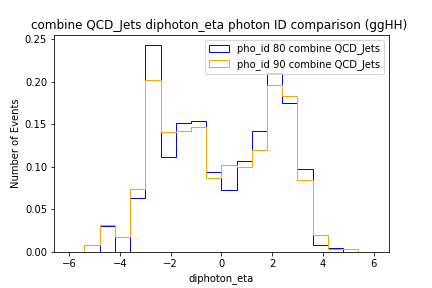 combine QCD_Jets diphoton_eta photon ID comparison (ggHH)
0.25
pho_id 80 combine QCD_Jets
pho_id 90 combine QCD_Jets
0.20
0.15
Number of Events
0.10
0.05
0.00
−6 −4 −2 0 2 4 6
diphoton_eta